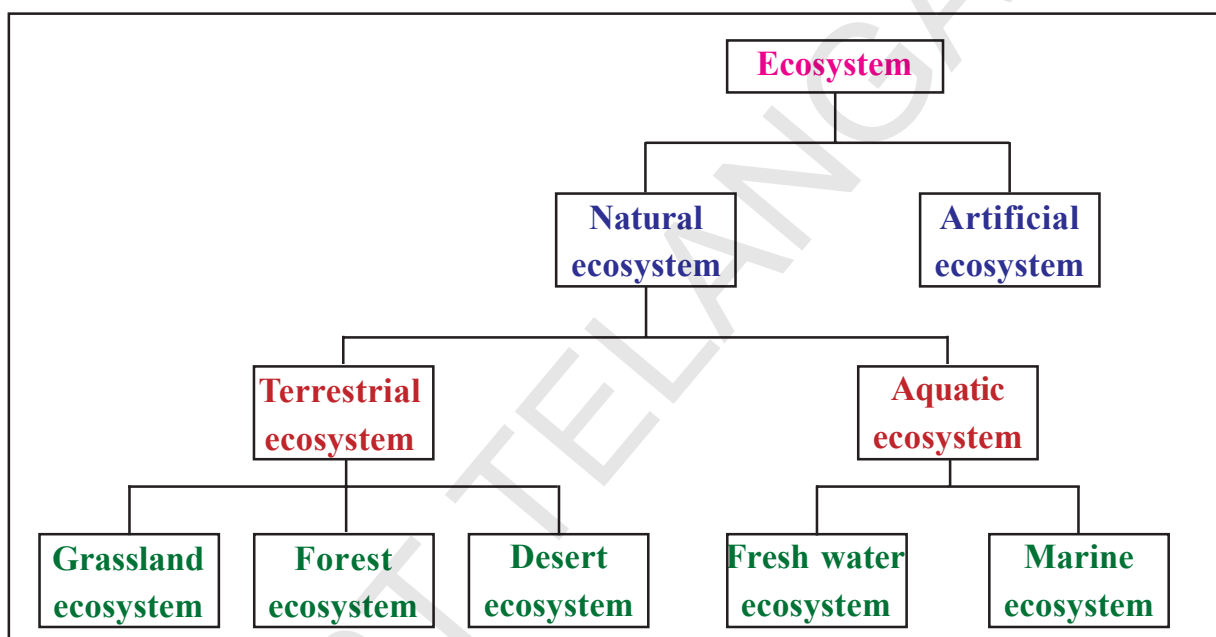 Ecosystem
Natural
ecosystem
Artificial
ecosystem
Terrestrial
ecosystem
Aquatic
ecosystem
Grassland
ecosystem
Forest
ecosystem
Desert
ecosystem
Fresh water
ecosystem
Marine
ecosystem